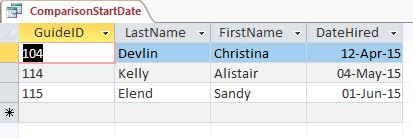 ComparisonStartDate
GuideID LastName FirstName DateHired
104 Devlin Christina 12-Apr-15
114 Kelly Alistair 04-May-15
115 Elend Sandy 01-Jun-15